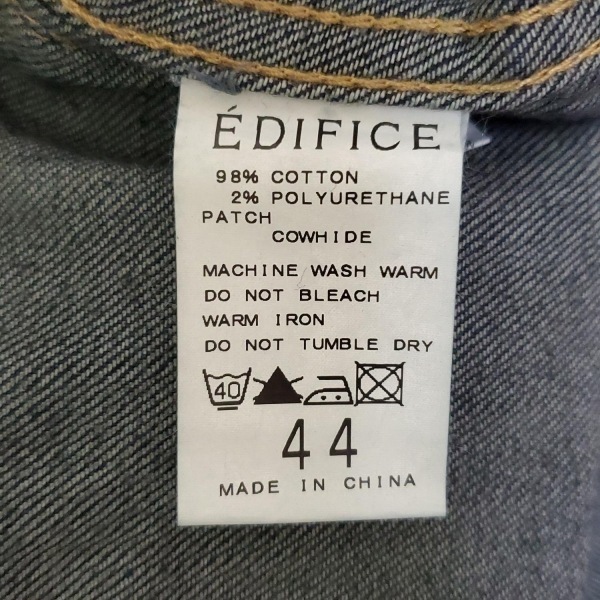 ÉDIFICE
98% COTTON
2% POLYURETHANE
PATCH
COWHIDE
MACHINE WASH WARM
DO NOT BLEACH
WARM IRON
DO NOT TUMBLE DRY
40
44
MADE IN CHINA